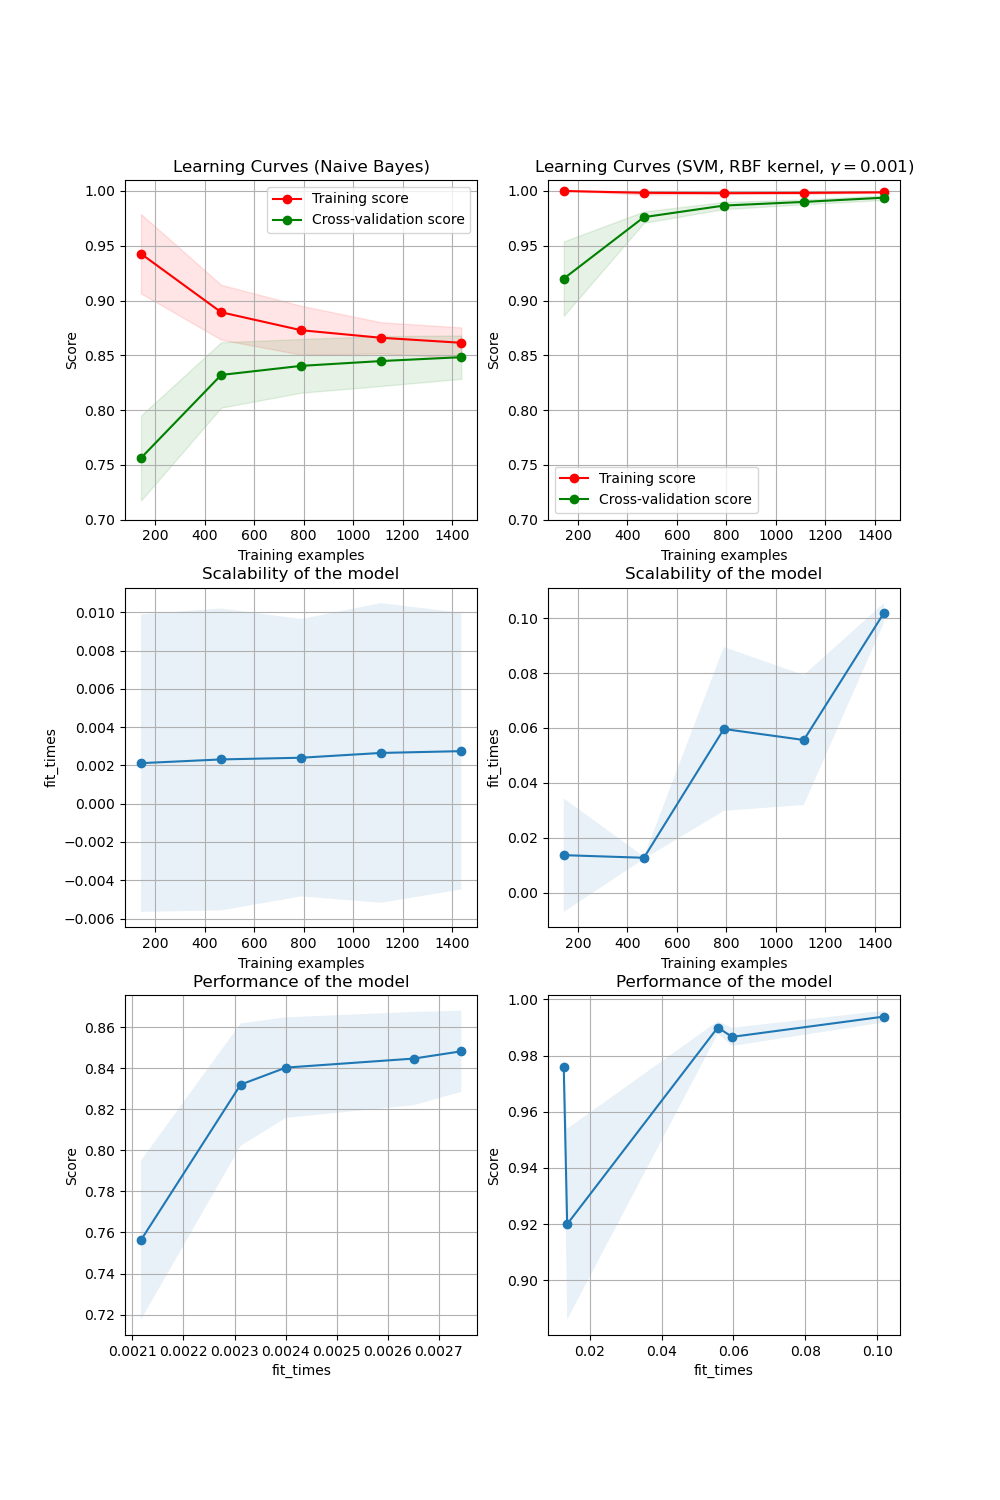 Learning Curves (Naive Bayes)
Score
1.00
0.95
0.90
0.85
0.80
0.75
0.70
Training score
Cross-validation score
200 400 600 800 1000 1200 1400
Training examples
Learning Curves (SVM, RBF kernel, γ = 0.001)
Score
1.00
0.95
0.90
0.85
0.80
0.75
0.70
Training score
Cross-validation score
200 400 600 800 1000 1200 1400
Training examples
Scalability of the model
fit_times
0.010
0.008
0.006
0.004
0.002
0.000
−0.002
−0.004
−0.006
200 400 600 800 1000 1200 1400
Training examples
Scalability of the model
fit_times
0.10
0.08
0.06
0.04
0.02
0.00
200 400 600 800 1000 1200 1400
Training examples
Performance of the model
Score
0.86
0.84
0.82
0.80
0.78
0.76
0.74
0.72
0.0021 0.0022 0.0023 0.0024 0.0025 0.0026 0.0027
fit_times
Performance of the model
Score
1.00
0.98
0.96
0.94
0.92
0.90
0.02 0.04 0.06 0.08 0.10
fit_times